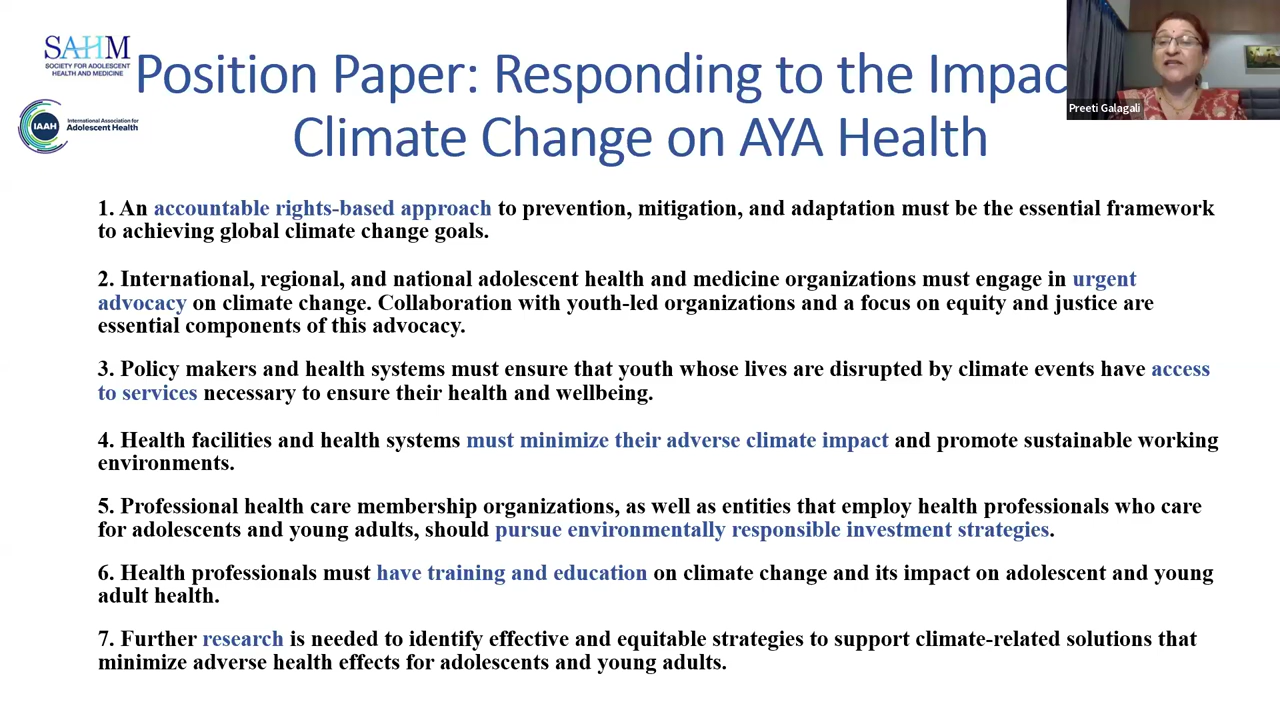 SAHM
SOCIETY FOR ADOLESCENT
HEALTH AND MEDICINE
IAAH
International Association for
Adolescent Health
Position Paper: Responding to the Impac
Climate Change on AYA Health
Preeti Galagali
1. An accountable rights-based approach to prevention, mitigation, and adaptation must be the essential framework
to achieving global climate change goals.
2. International, regional, and national adolescent health and medicine organizations must engage in urgent
advocacy on climate change. Collaboration with youth-led organizations and a focus on equity and justice are
essential components of this advocacy.
3. Policy makers and health systems must ensure that youth whose lives are disrupted by climate events have access
to services necessary to ensure their health and wellbeing.
4. Health facilities and health systems must minimize their adverse climate impact and promote sustainable working
environments.
5. Professional health care membership organizations, as well as entities that employ health professionals who care
for adolescents and young adults, should pursue environmentally responsible investment strategies.
6. Health professionals must have training and education on climate change and its impact on adolescent and young
adult health.
7. Further research is needed to identify effective and equitable strategies to support climate-related solutions that
minimize adverse health effects for adolescents and young adults.